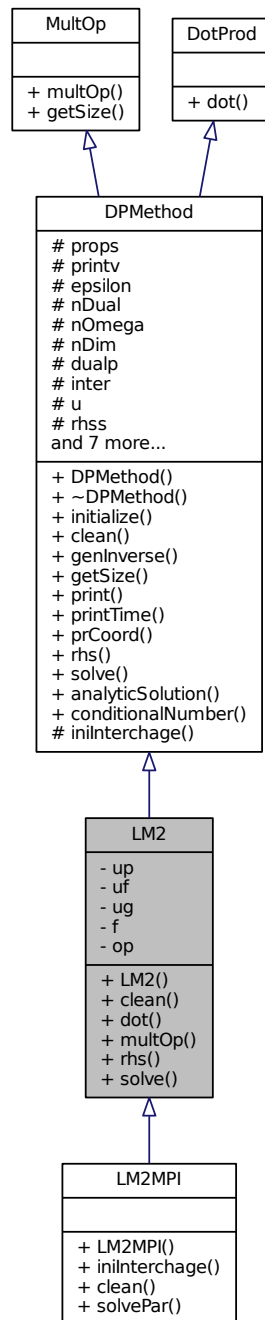 MultOp
+ multOp()
+ getSize()
DotProd
+ dot()
DPMethod
# props
# printv
# epsilon
# nDual
# nOmega
# nDim
# dualp
# inter
# u
# rhss
and 7 more...
+ DPMethod()
+ ~DPMethod()
+ initialize()
+ clean()
+ genInverse()
+ getSize()
+ print()
+ printTime()
+ prCoord()
+ rhs()
+ solve()
+ analyticSolution()
+ conditionalNumber()
# iniInterchage()
LM2
- up
- uf
- ug
- f
- op
+ LM2()
+ clean()
+ dot()
+ multOp()
+ rhs()
+ solve()
LM2MPI
+ LM2MPI()
+ iniInterchage()
+ clean()
+ solvePar()